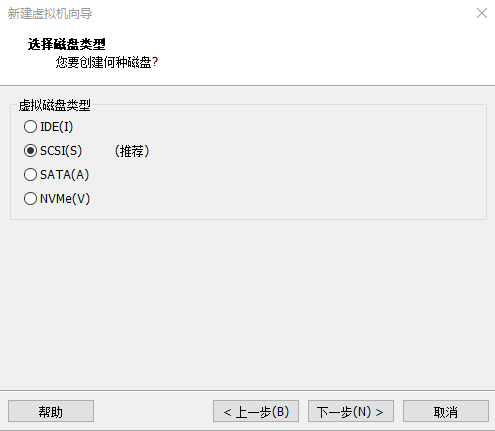 新建虚拟机向导
选择磁盘类型
您要创建何种磁盘?
虚拟磁盘类型
IDE(I)
SCSI(S) （推荐）
SATA(A)
NVMe(V)
帮助 < 上一步(B) 下一步(N) > 取消